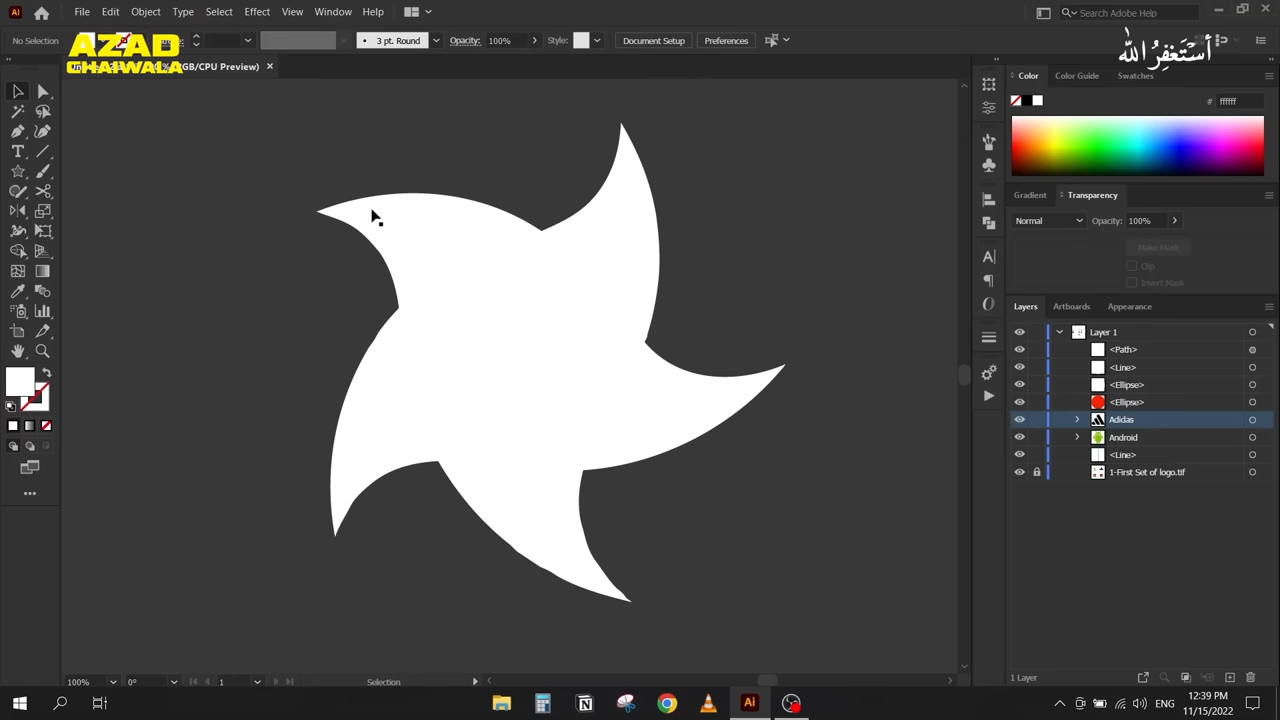 File Edit Object Type Select Effect View Window Help
Search Adobe Help
No Selection
3 pt. Round
Opacity: 100%
Style:
Document Setup
Preferences
AZAD
CHAIWALA
أستغفر الله
GB/CPU Preview)
Color Color Guide Swatches
# ffffff
Gradient Transparency
Normal Opacity: 100%
Make Mask
Clip
Invert Mask
Layers Artboards Appearance
Layer 1
<Path>
<Line>
<Ellipse>
<Ellipse>
Adidas
Android
<Line>
1-First Set of logo.tif
1 Layer
100% 0° 1 Selection
ENG
12:39 PM
11/15/2022